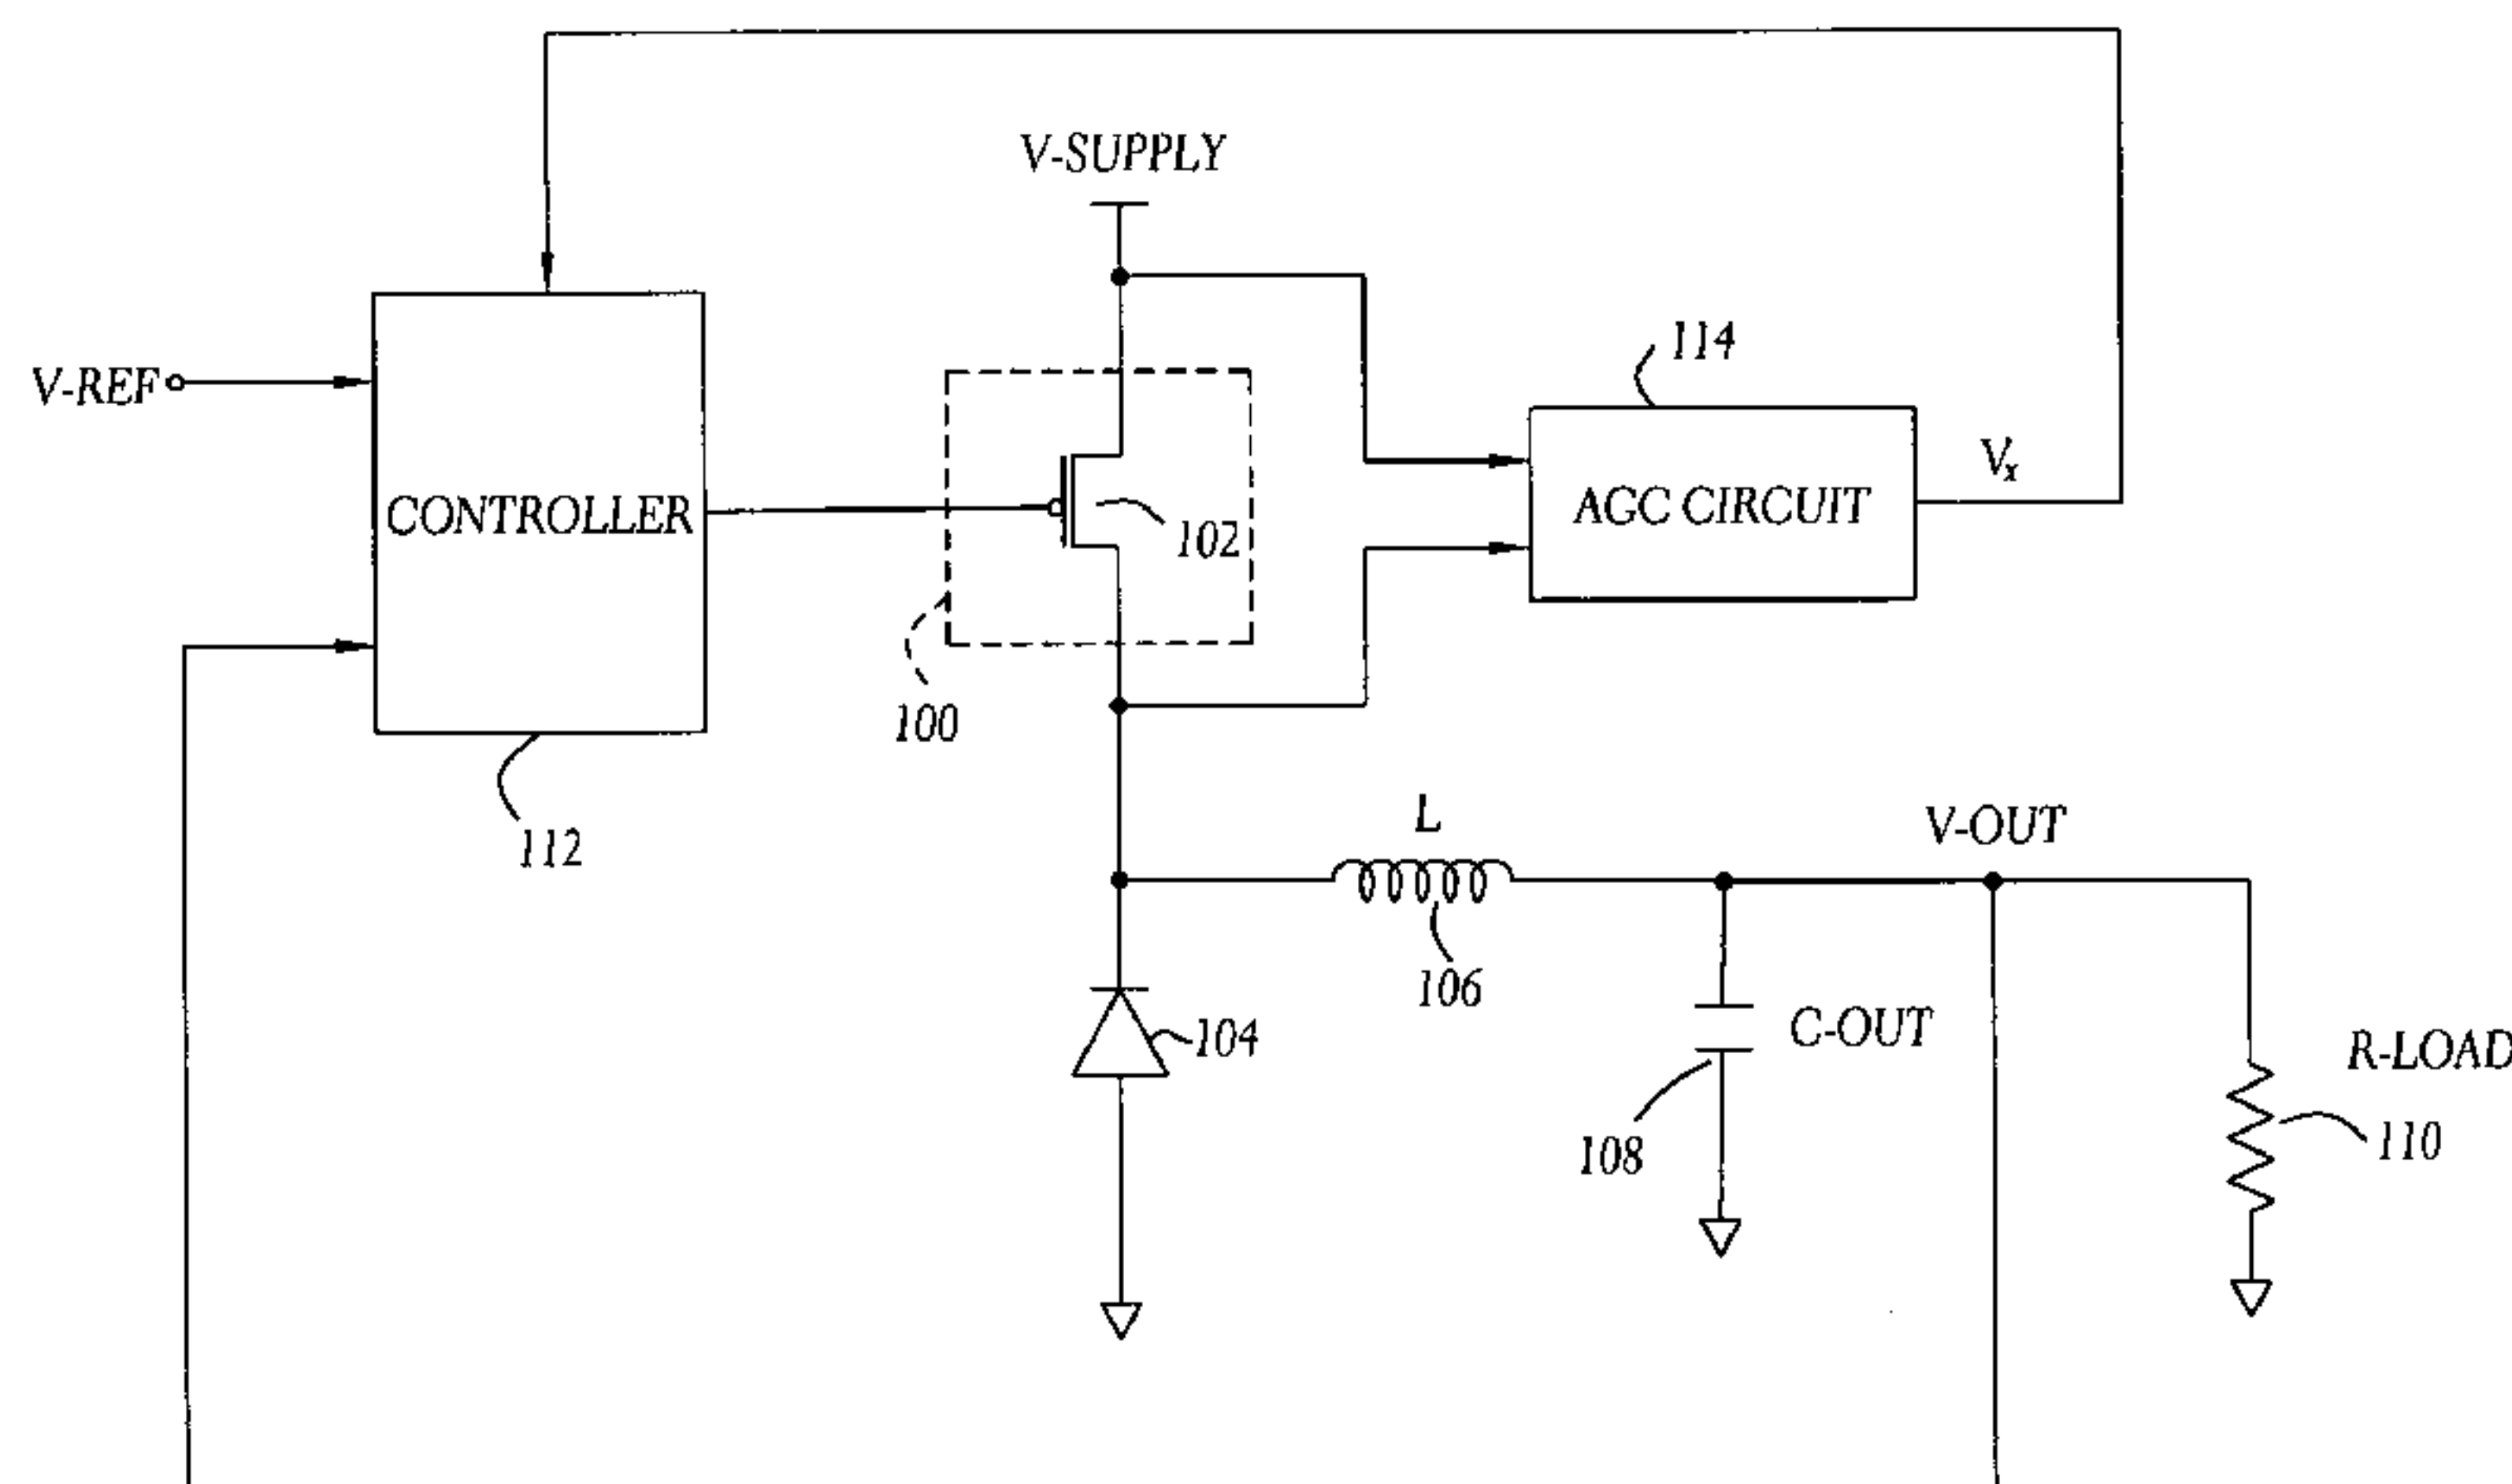 V-SUPPLY
114
V-REF
Vx
CONTROLLER
AGC CIRCUIT
102
100
L
V-OUT
112
106
C-OUT
104
R-LOAD
108
110